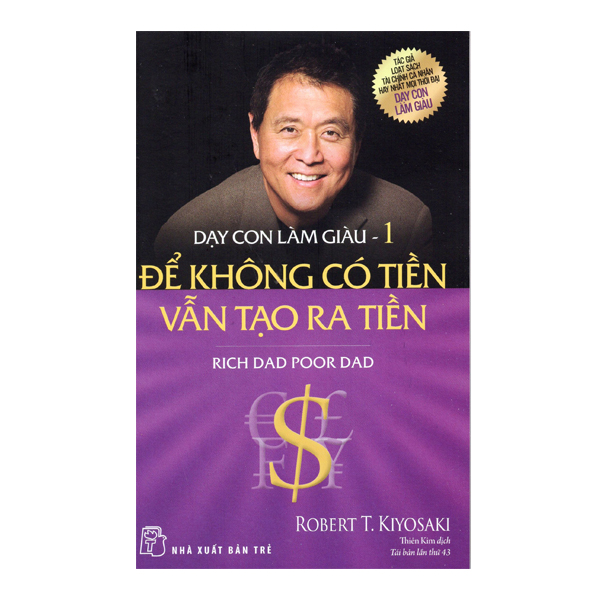 TÁC GIẢ
LOẠT SÁCH
TÀI CHÍNH CÁ NHÂN
HAY NHẤT MỌI THỜI ĐẠI
DẠY CON
LÀM GIÀU
DẠY CON LÀM GIÀU - 1
ĐỂ KHÔNG CÓ TIỀN
VẪN TẠO RA TIỀN
RICH DAD POOR DAD
$
ROBERT T. KIYOSAKI
Thiên Kim dịch
Tái bản lần thứ 43
NHÀ XUẤT BẢN TRẺ